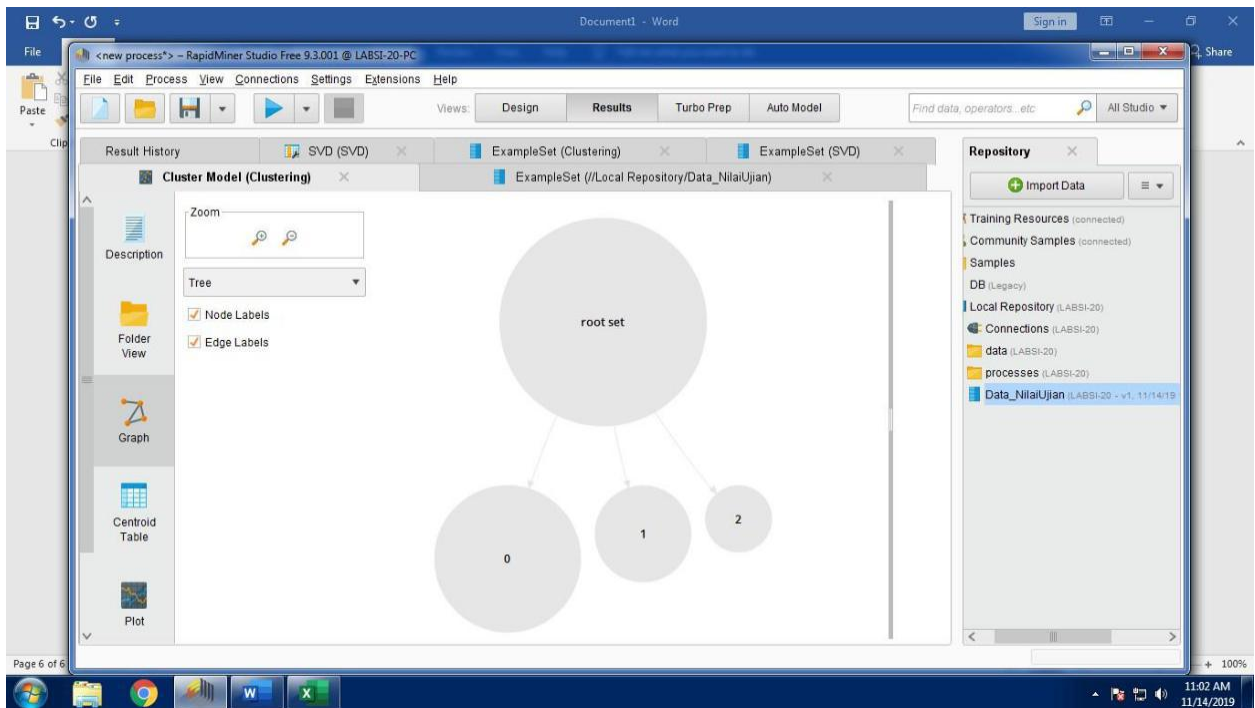 Document1 - Word
Sign in
File
Share
<new process*> – RapidMiner Studio Free 9.3.001 @ LABSI-20-PC
File Edit Process View Connections Settings Extensions Help
Paste
Clip
Views: Design Results Turbo Prep Auto Model
Find data, operators...etc
All Studio
Result History
SVD (SVD)
ExampleSet (Clustering)
ExampleSet (SVD)
Cluster Model (Clustering)
ExampleSet (//Local Repository/Data_NilaiUjian)
Repository
Import Data
Description
Folder
View
Graph
Centroid
Table
Plot
Zoom
Tree
Node Labels
Edge Labels
root set
0
1
2
Training Resources (connected)
Community Samples (connected)
Samples
DB (Legacy)
Local Repository (LABSI-20)
Connections (LABSI-20)
data (LABSI-20)
processes (LABSI-20)
Data_NilaiUjian (LABSI-20 - v1, 11/14/19
Page 6 of 6
100%
11:02 AM
11/14/2019